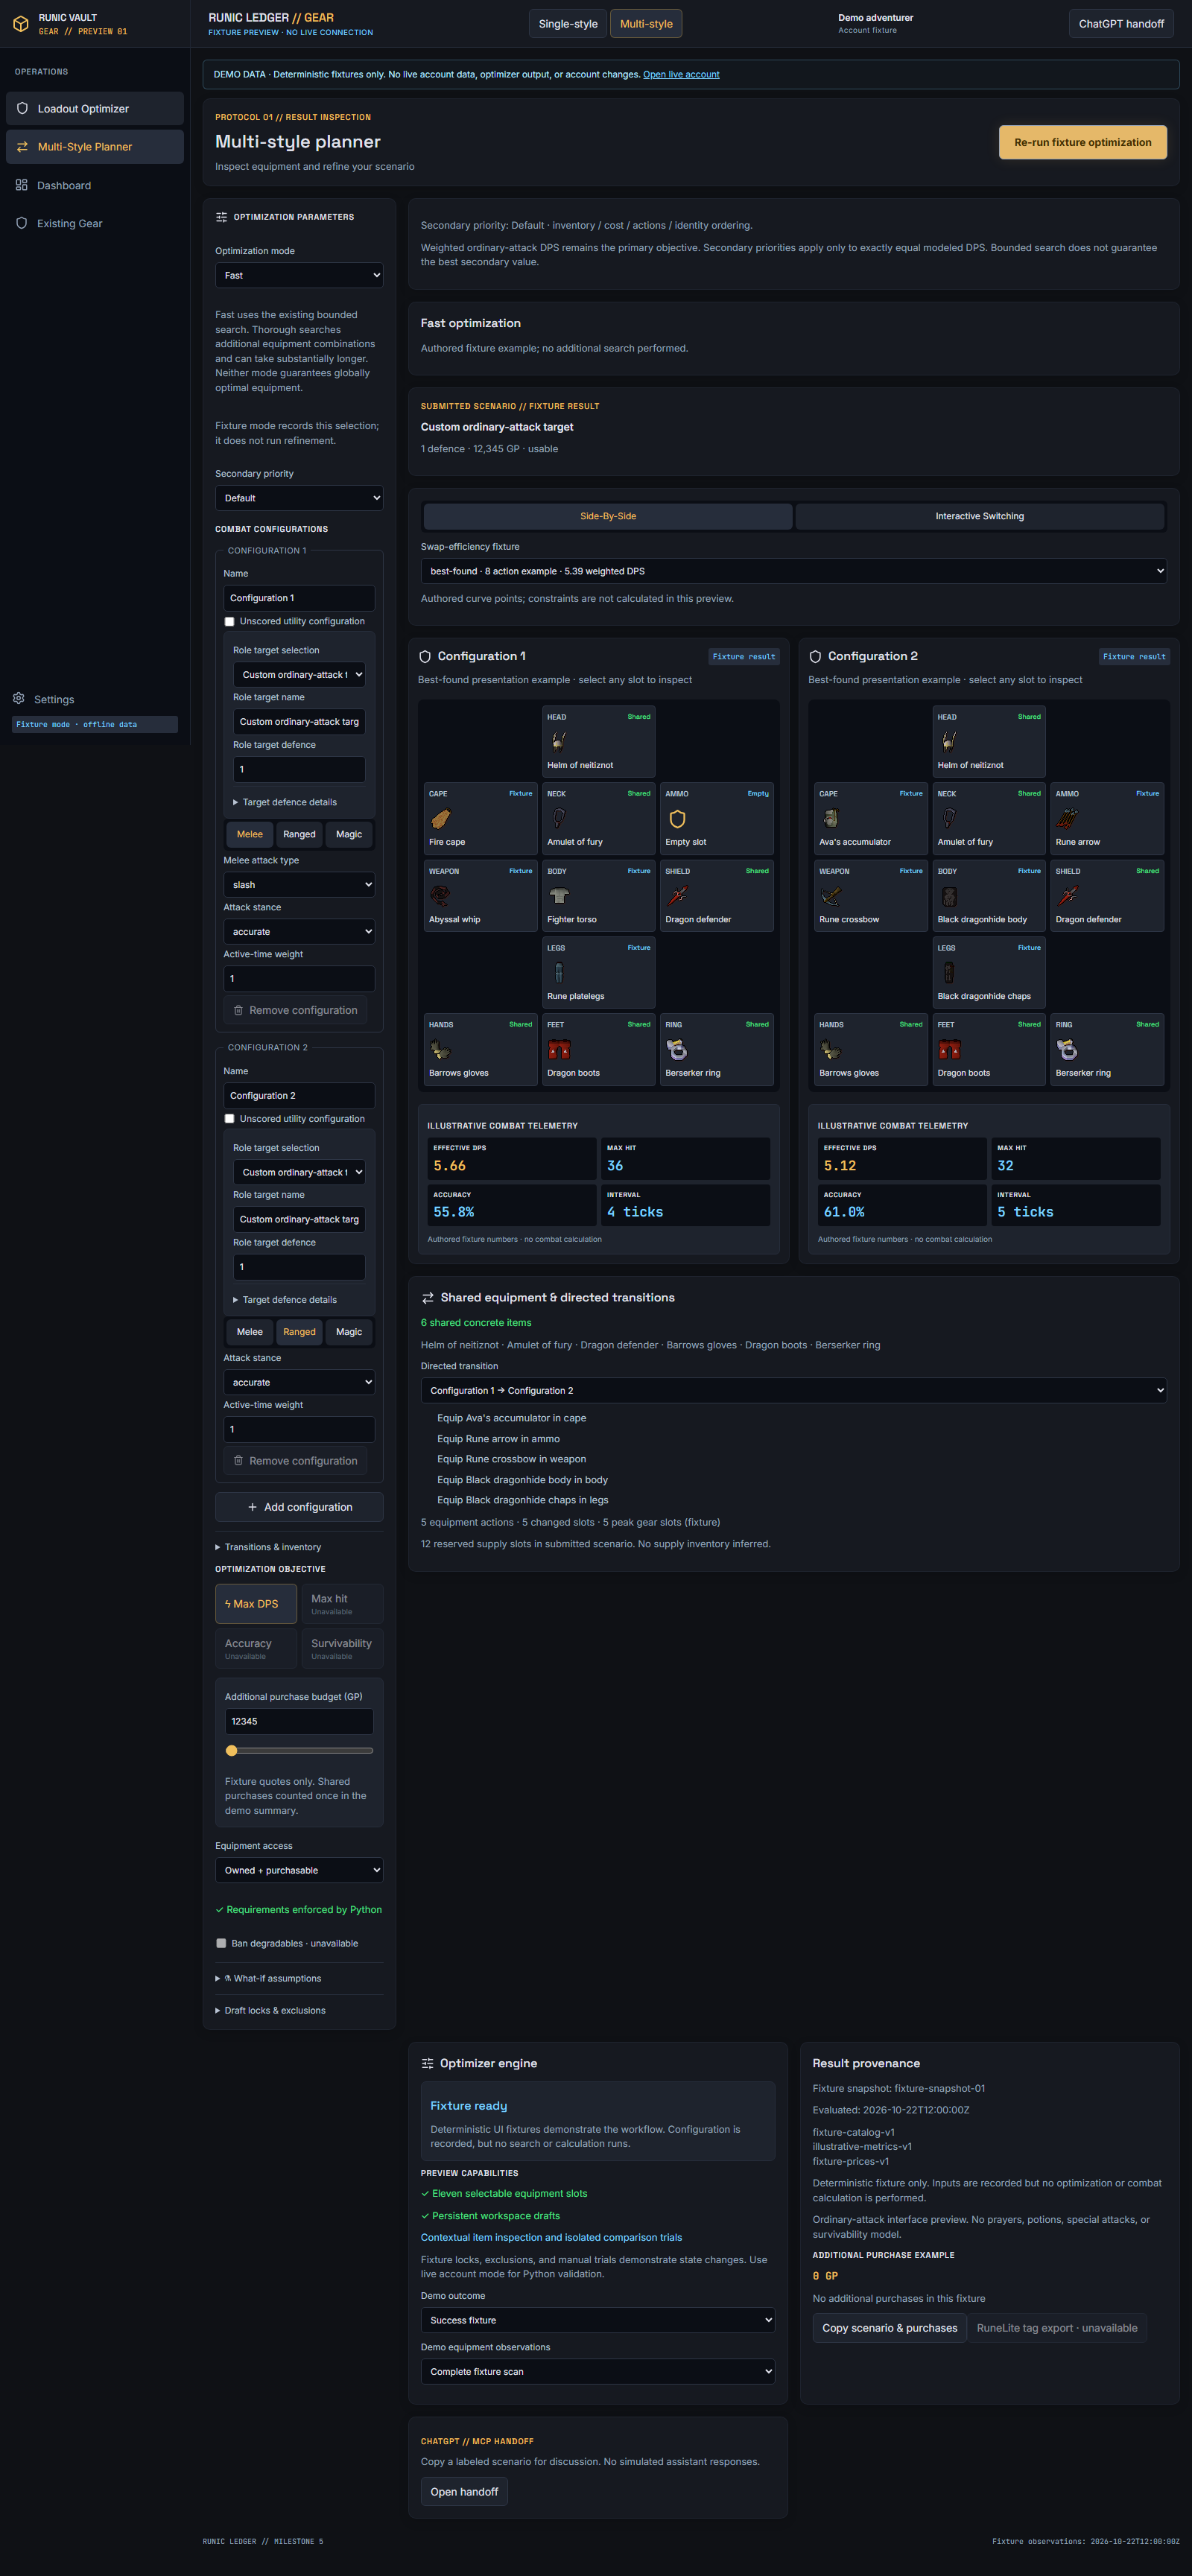 RUNIC VAULT
GEAR // PREVIEW 01
RUNIC LEDGER // GEAR
FIXTURE PREVIEW · NO LIVE CONNECTION
Single-style
Multi-style
Demo adventurer
Account fixture
ChatGPT handoff
OPERATIONS
Loadout Optimizer
Multi-Style Planner
Dashboard
Existing Gear
Settings
Fixture mode · offline data
DEMO DATA · Deterministic fixtures only. No live account data, optimizer output, or account changes. Open live account
PROTOCOL 01 // RESULT INSPECTION
Multi-style planner
Inspect equipment and refine your scenario
Re-run fixture optimization
OPTIMIZATION PARAMETERS
Optimization mode
Fast
Fast uses the existing bounded
search. Thorough searches
additional equipment combinations
and can take substantially longer.
Neither mode guarantees globally
optimal equipment.
Fixture mode records this selection;
it does not run refinement.
Secondary priority
Default
COMBAT CONFIGURATIONS
CONFIGURATION 1
Name
Configuration 1
Unscored utility configuration
Role target selection
Custom ordinary-attack t
Role target name
Custom ordinary-attack targ
Role target defence
1
Target defence details
Melee
Ranged
Magic
Melee attack type
slash
Attack stance
accurate
Active-time weight
1
Remove configuration
CONFIGURATION 2
Name
Configuration 2
Unscored utility configuration
Role target selection
Custom ordinary-attack t
Role target name
Custom ordinary-attack targ
Role target defence
1
Target defence details
Melee
Ranged
Magic
Attack stance
accurate
Active-time weight
1
Remove configuration
+ Add configuration
Transitions & inventory
OPTIMIZATION OBJECTIVE
ϟ Max DPS
Max hit
Unavailable
Accuracy
Unavailable
Survivability
Unavailable
Additional purchase budget (GP)
12345
Fixture quotes only. Shared
purchases counted once in the
demo summary.
Equipment access
Owned + purchasable
✓ Requirements enforced by Python
Ban degradables · unavailable
⚗ What-if assumptions
Draft locks & exclusions
Secondary priority: Default · inventory / cost / actions / identity ordering.
Weighted ordinary-attack DPS remains the primary objective. Secondary priorities apply only to exactly equal modeled DPS. Bounded search does not guarantee
the best secondary value.
Fast optimization
Authored fixture example; no additional search performed.
SUBMITTED SCENARIO // FIXTURE RESULT
Custom ordinary-attack target
1 defence · 12,345 GP · usable
Side-By-Side
Interactive Switching
Swap-efficiency fixture
best-found · 8 action example · 5.39 weighted DPS
Authored curve points; constraints are not calculated in this preview.
Configuration 1
Fixture result
Best-found presentation example · select any slot to inspect
HEAD Shared
Helm of neitiznot
CAPE Fixture
Fire cape
NECK Shared
Amulet of fury
AMMO Empty
Empty slot
WEAPON Fixture
Abyssal whip
BODY Fixture
Fighter torso
SHIELD Shared
Dragon defender
LEGS Fixture
Rune platelegs
HANDS Shared
Barrows gloves
FEET Shared
Dragon boots
RING Shared
Berserker ring
ILLUSTRATIVE COMBAT TELEMETRY
EFFECTIVE DPS
5.66
MAX HIT
36
ACCURACY
55.8%
INTERVAL
4 ticks
Authored fixture numbers · no combat calculation
Configuration 2
Fixture result
Best-found presentation example · select any slot to inspect
HEAD Shared
Helm of neitiznot
CAPE Fixture
Ava's accumulator
NECK Shared
Amulet of fury
AMMO Fixture
Rune arrow
WEAPON Fixture
Rune crossbow
BODY Fixture
Black dragonhide body
SHIELD Shared
Dragon defender
LEGS Fixture
Black dragonhide chaps
HANDS Shared
Barrows gloves
FEET Shared
Dragon boots
RING Shared
Berserker ring
ILLUSTRATIVE COMBAT TELEMETRY
EFFECTIVE DPS
5.12
MAX HIT
32
ACCURACY
61.0%
INTERVAL
5 ticks
Authored fixture numbers · no combat calculation
Shared equipment & directed transitions
6 shared concrete items
Helm of neitiznot · Amulet of fury · Dragon defender · Barrows gloves · Dragon boots · Berserker ring
Directed transition
Configuration 1 → Configuration 2
Equip Ava's accumulator in cape
Equip Rune arrow in ammo
Equip Rune crossbow in weapon
Equip Black dragonhide body in body
Equip Black dragonhide chaps in legs
5 equipment actions · 5 changed slots · 5 peak gear slots (fixture)
12 reserved supply slots in submitted scenario. No supply inventory inferred.
Optimizer engine
Fixture ready
Deterministic UI fixtures demonstrate the workflow. Configuration is
recorded, but no search or calculation runs.
PREVIEW CAPABILITIES
✓ Eleven selectable equipment slots
✓ Persistent workspace drafts
Contextual item inspection and isolated comparison trials
Fixture locks, exclusions, and manual trials demonstrate state changes. Use
live account mode for Python validation.
Demo outcome
Success fixture
Demo equipment observations
Complete fixture scan
Result provenance
Fixture snapshot: fixture-snapshot-01
Evaluated: 2026-10-22T12:00:00Z
fixture-catalog-v1
illustrative-metrics-v1
fixture-prices-v1
Deterministic fixture only. Inputs are recorded but no optimization or combat
calculation is performed.
Ordinary-attack interface preview. No prayers, potions, special attacks, or
survivability model.
ADDITIONAL PURCHASE EXAMPLE
0 GP
No additional purchases in this fixture
Copy scenario & purchases
RuneLite tag export · unavailable
CHATGPT // MCP HANDOFF
Copy a labeled scenario for discussion. No simulated assistant responses.
Open handoff
RUNIC LEDGER // MILESTONE 5
Fixture observations: 2026-10-22T12:00:00Z